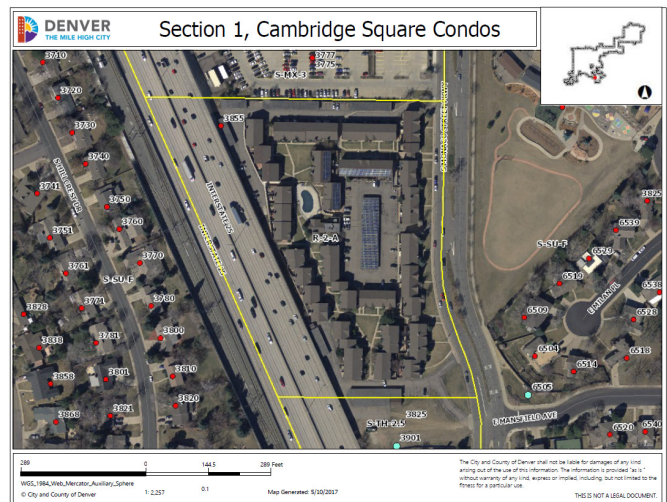 DENVER
THE MILE HIGH CITY
Section 1, Cambridge Square Condos
3710
3777
3775
S-MX-3
3720
3730
3855
3740
S HILLCREST DR
3741
3750
INTERSTATE 25
3825
3760
INTERSTATE 25
R-2-A
6539
3751
S-SU-F
3770
6529
3761
S-SU-F
6519
E MILAN PL
6538
3780
3828
3771
6509
6528
3838
3781
3800
6504
6518
3858
3801
3810
6514
6505
3820
3825
3868
3821
S-TH-2.5
E MANSFIELD AVE
3901
6520
6540
289
0
144.5
289 Feet
WGS_1984_Web_Mercator_Auxiliary_Sphere
© City and County of Denver
1: 2,257
0.1
Map Generated: 5/10/2017
The City and County of Denver shall not be liable for damages of any kind
arising out of the use of this information. The information is provided "as is"
without warranty of any kind, express or implied, including, but not limited to the
fitness for a particular use.
THIS IS NOT A LEGAL DOCUMENT.